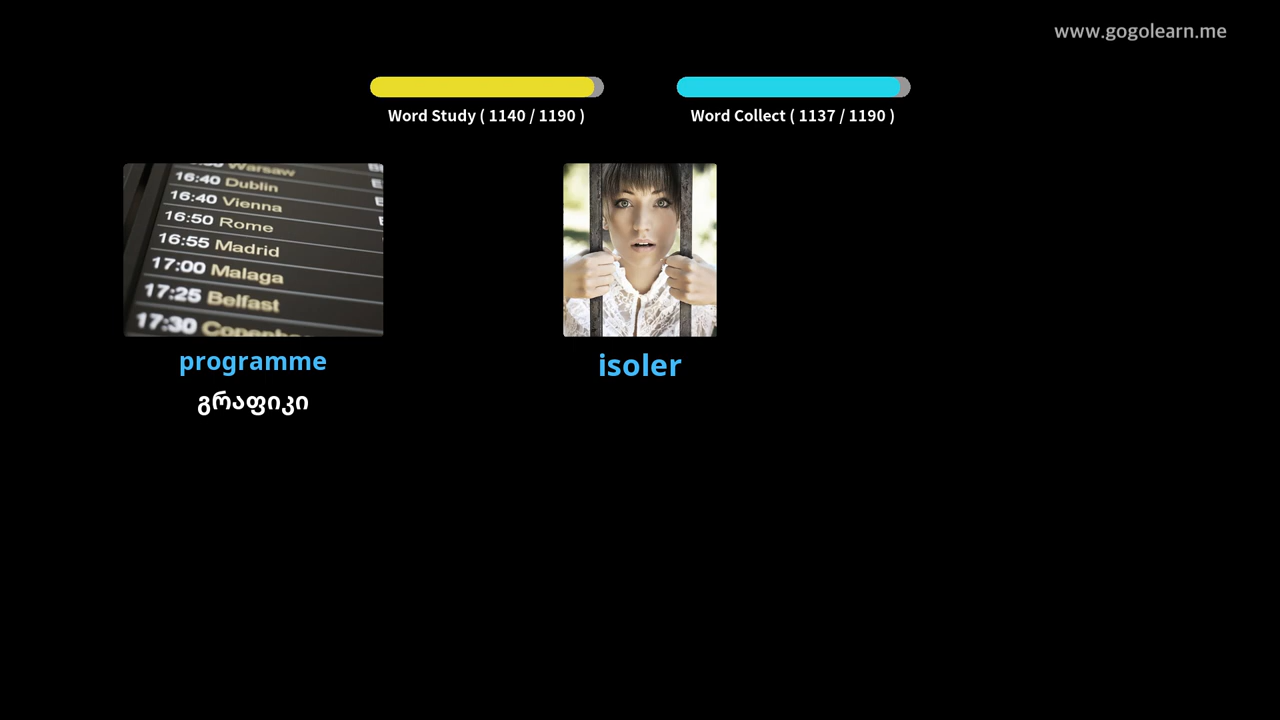 www.gogolearn.me
Word Study ( 1140 / 1190 )
Word Collect ( 1137 / 1190 )
Warsaw
16:40 Dublin
16:40 Vienna
16:50 Rome
16:55 Madrid
17:00 Malaga
17:25 Belfast
17:30
programme
გრაფიკი
isoler